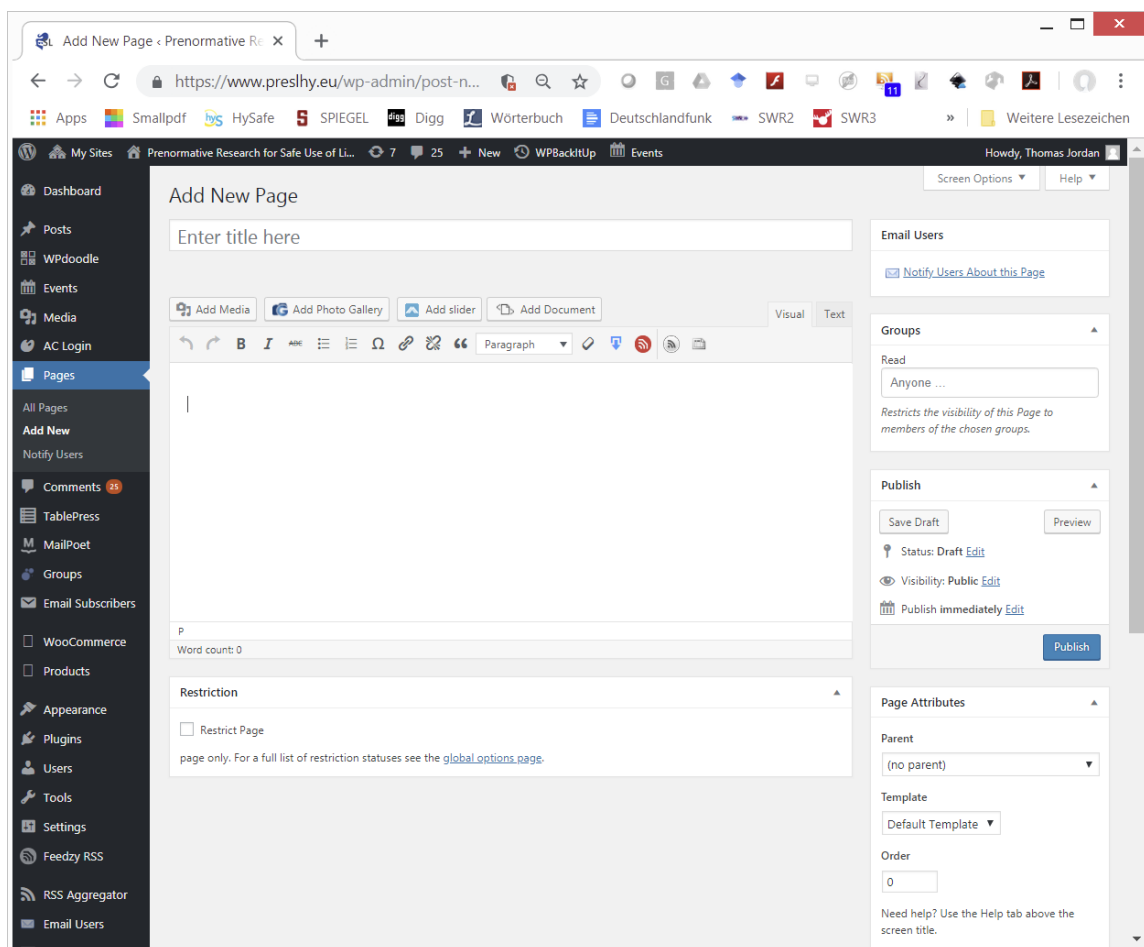 Add New Page ‹ Prenormative Re
https://www.preslhy.eu/wp-admin/post-n...
G
11
Apps Smallpdf hys HySafe S SPIEGEL digg Digg Wörterbuch Deutschlandfunk SWR2 SWR3 » Weitere Lesezeichen
My Sites Prenormative Research for Safe Use of Li... 7 25 + New WPBackItUp Events Howdy, Thomas Jordan
Screen Options Help
Dashboard
Posts
WPdoodle
Events
Media
AC Login
Pages
All Pages
Add New
Notify Users
Comments 25
TablePress
MailPoet
Groups
Email Subscribers
WooCommerce
Products
Appearance
Plugins
Users
Tools
Settings
Feedzy RSS
RSS Aggregator
Email Users
Add New Page
Enter title here
Add Media Add Photo Gallery Add slider Add Document Visual Text
B I ABC Ω Paragraph
P
Word count: 0
Restriction
Restrict Page
page only. For a full list of restriction statuses see the global options page.
Email Users
Notify Users About this Page
Groups
Read
Anyone ...
Restricts the visibility of this Page to
members of the chosen groups.
Publish
Save Draft Preview
Status: Draft Edit
Visibility: Public Edit
Publish immediately Edit
Publish
Page Attributes
Parent
(no parent)
Template
Default Template
Order
0
Need help? Use the Help tab above the
screen title.